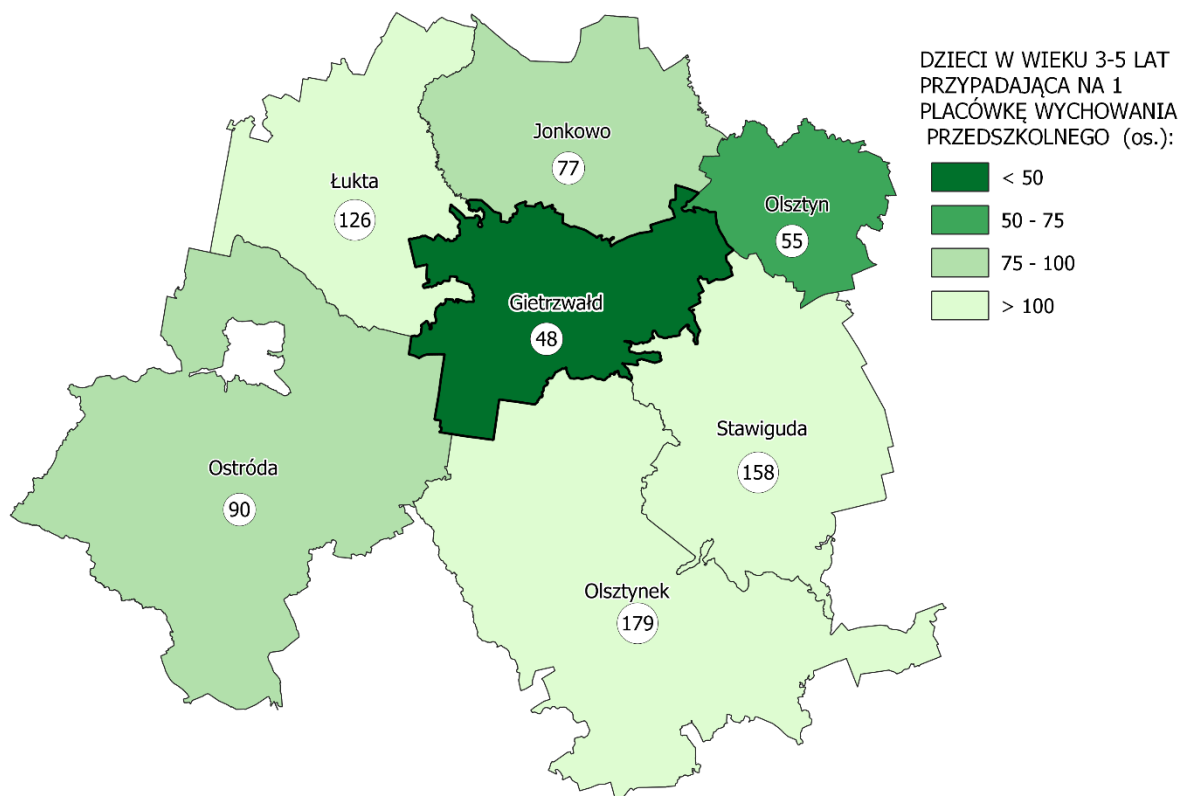 DZIECI W WIEKU 3-5 LAT
PRZYPADAJĄCA NA 1
PLACÓWKĘ WYCHOWANIA
PRZEDSZKOLNEGO (os.):
< 50
50 - 75
75 - 100
> 100
Jonkowo
77
Łukta
126
Olsztyn
55
Gietrzwałd
48
Stawiguda
158
Ostróda
90
Olsztynek
179